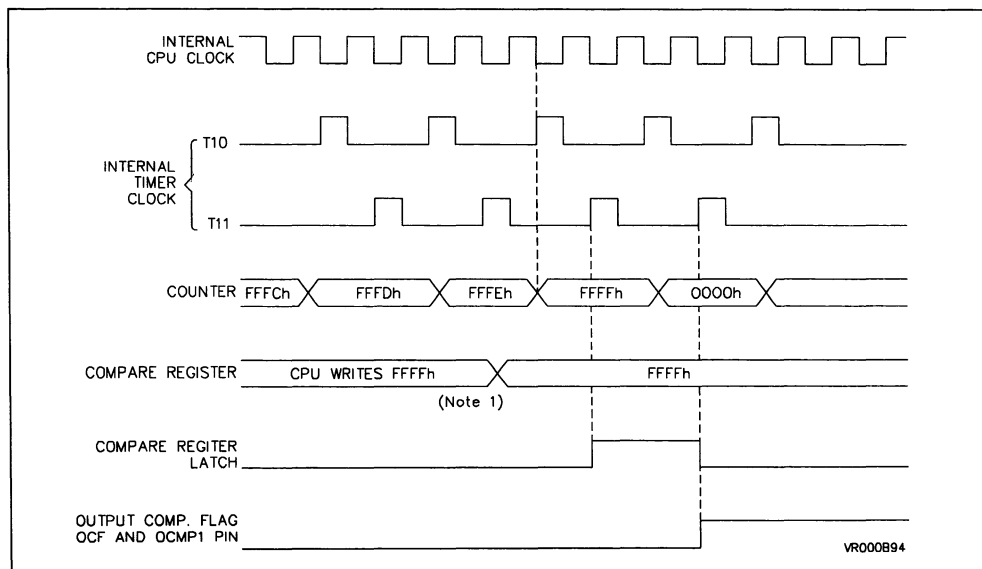 INTERNAL
CPU CLOCK
T10
INTERNAL
TIMER
CLOCK
T11
COUNTER FFFCh FFFDh FFFEh FFFFh 0000h
COMPARE REGISTER CPU WRITES FFFFh FFFFh
(Note 1)
COMPARE REGITER
LATCH
OUTPUT COMP. FLAG
OCF AND OCMP1 PIN
VR000B94